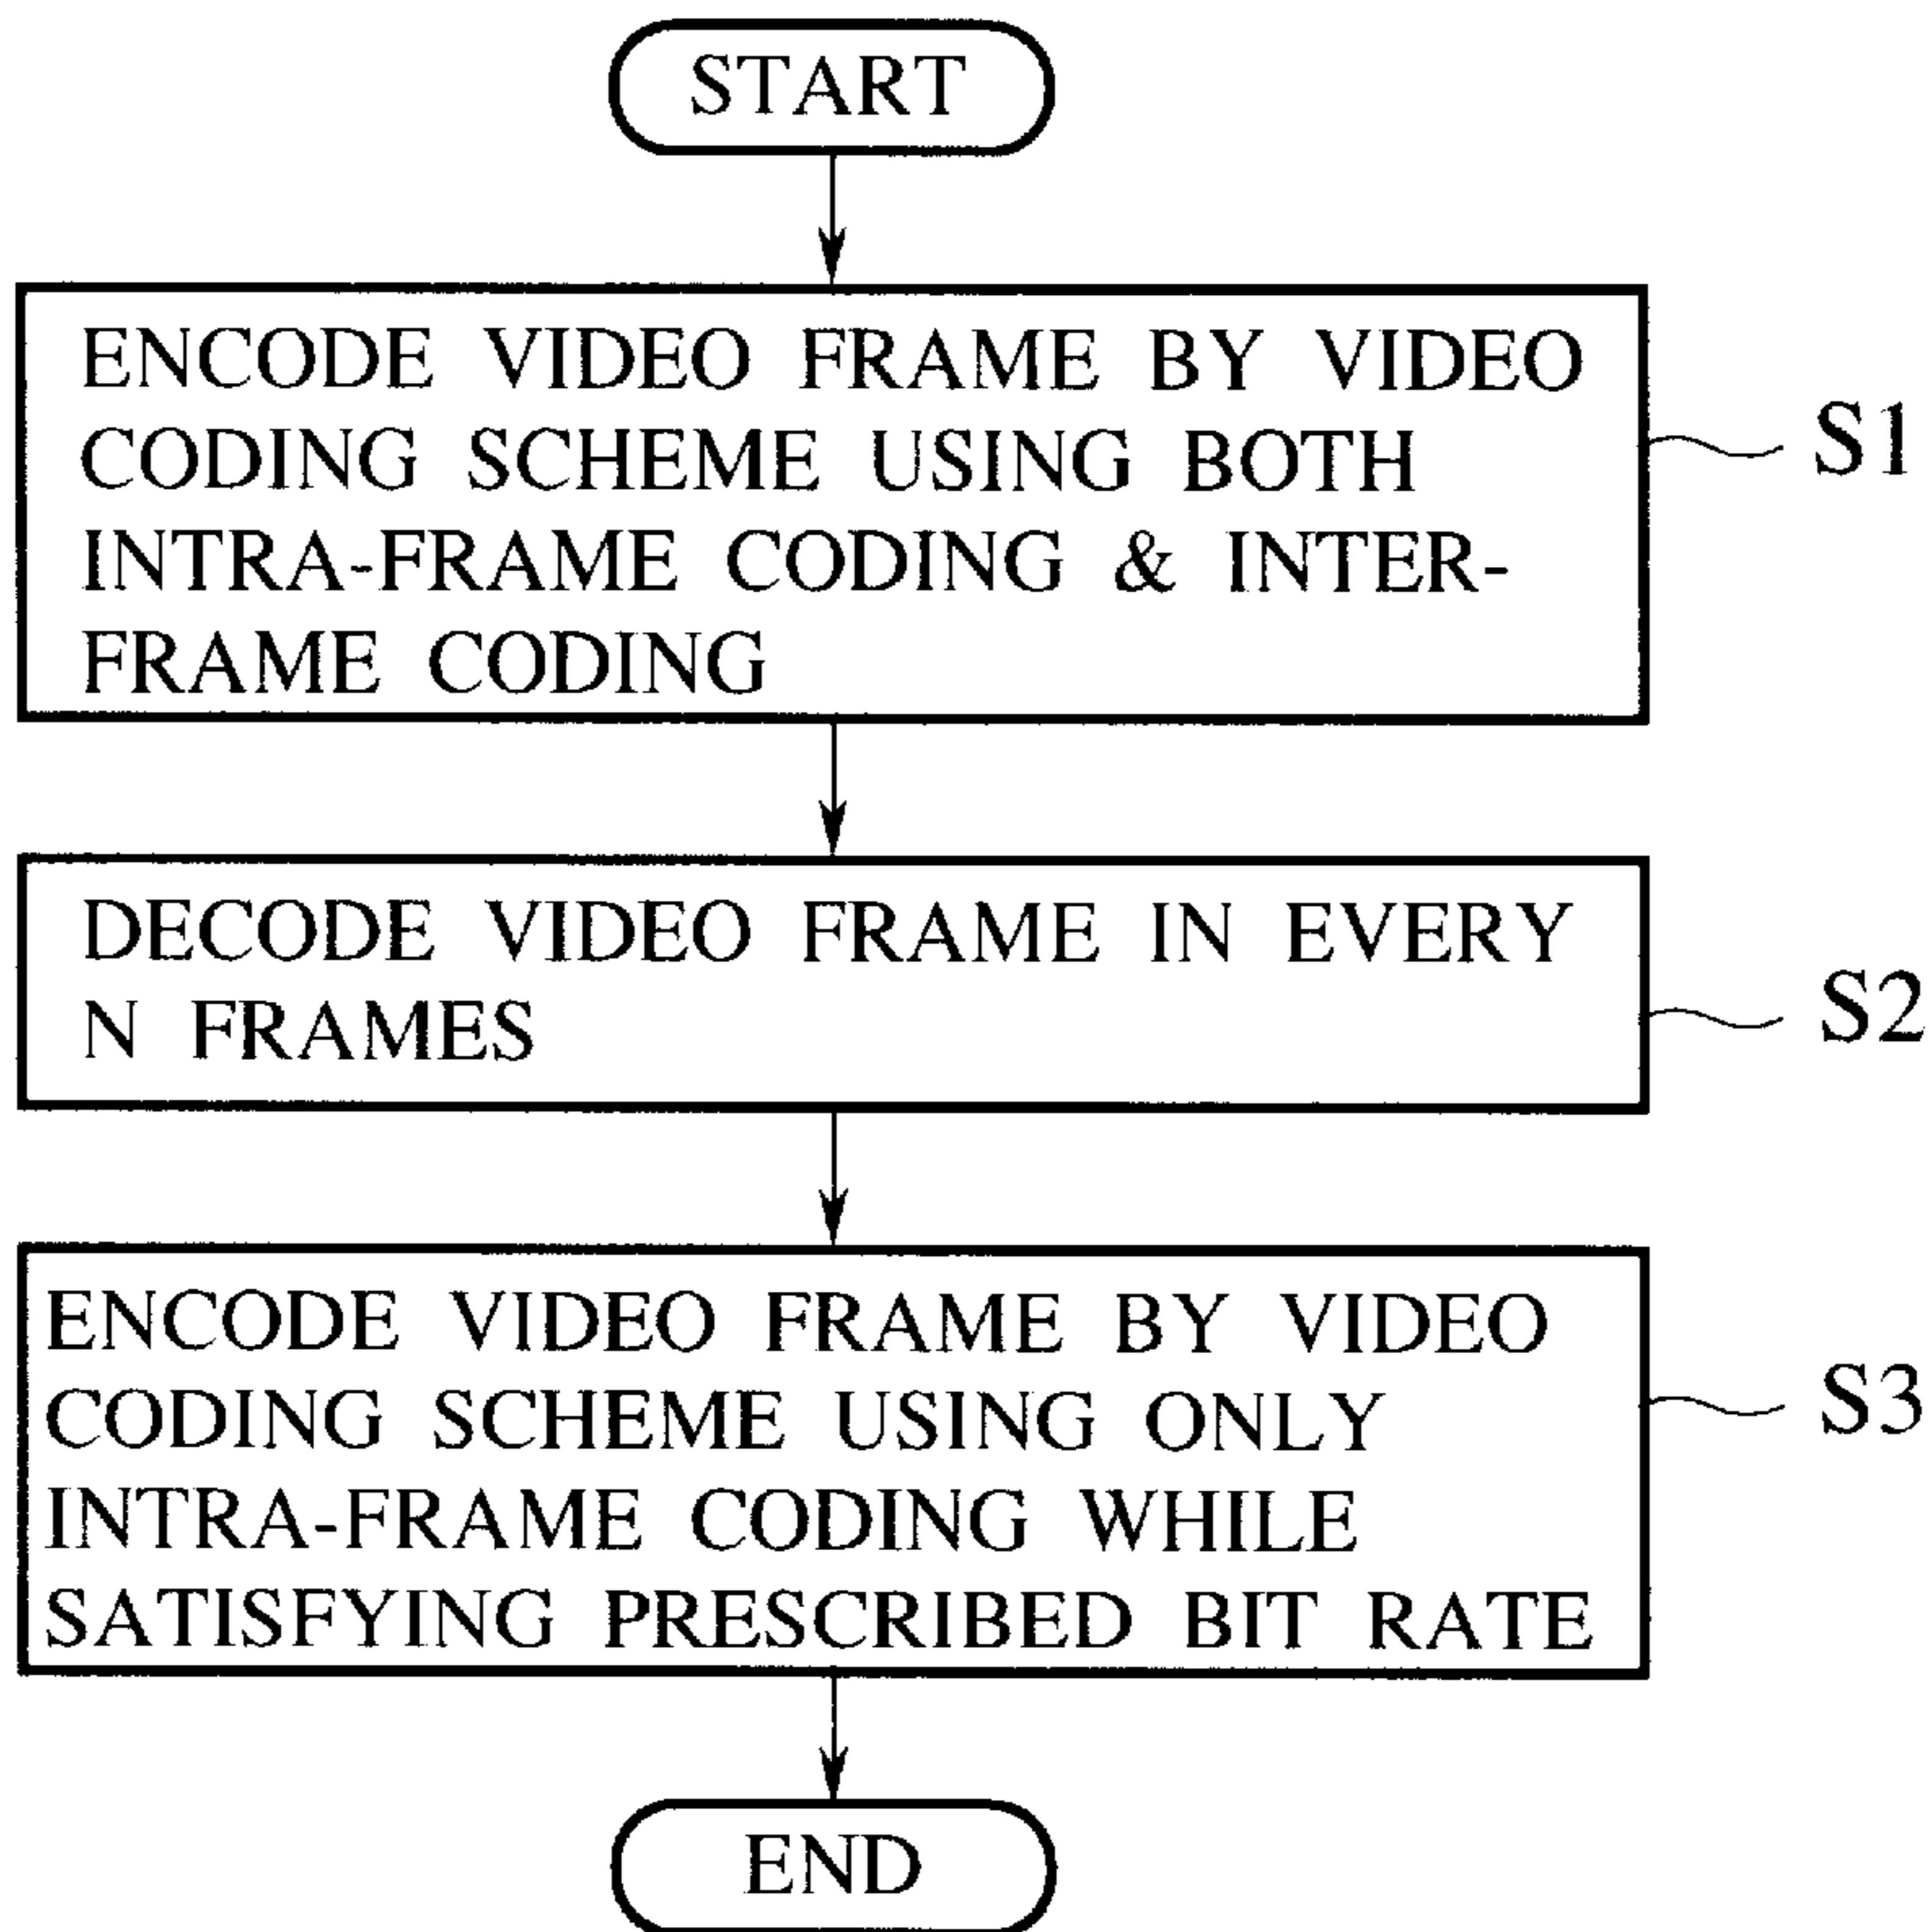 START
ENCODE VIDEO FRAME BY VIDEO
CODING SCHEME USING BOTH
INTRA-FRAME CODING & INTER-
FRAME CODING
S1
DECODE VIDEO FRAME IN EVERY
N FRAMES
S2
ENCODE VIDEO FRAME BY VIDEO
CODING SCHEME USING ONLY
INTRA-FRAME CODING WHILE
SATISFYING PRESCRIBED BIT RATE
S3
END